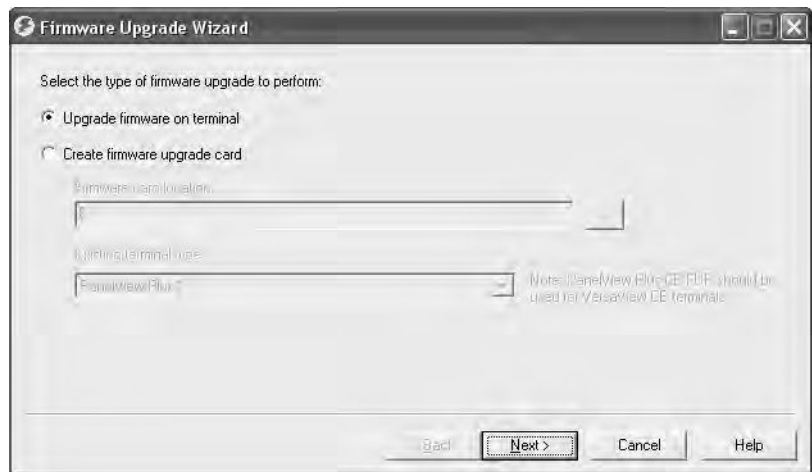 Firmware Upgrade Wizard
Select the type of firmware upgrade to perform:
Upgrade firmware on terminal
Create firmware upgrade card
Firmware card location:
Existing terminal type:
PanelView Plus
Note: PanelView Plus CE FUP should be
used for VersaView CE terminals.
Back
Next >
Cancel
Help